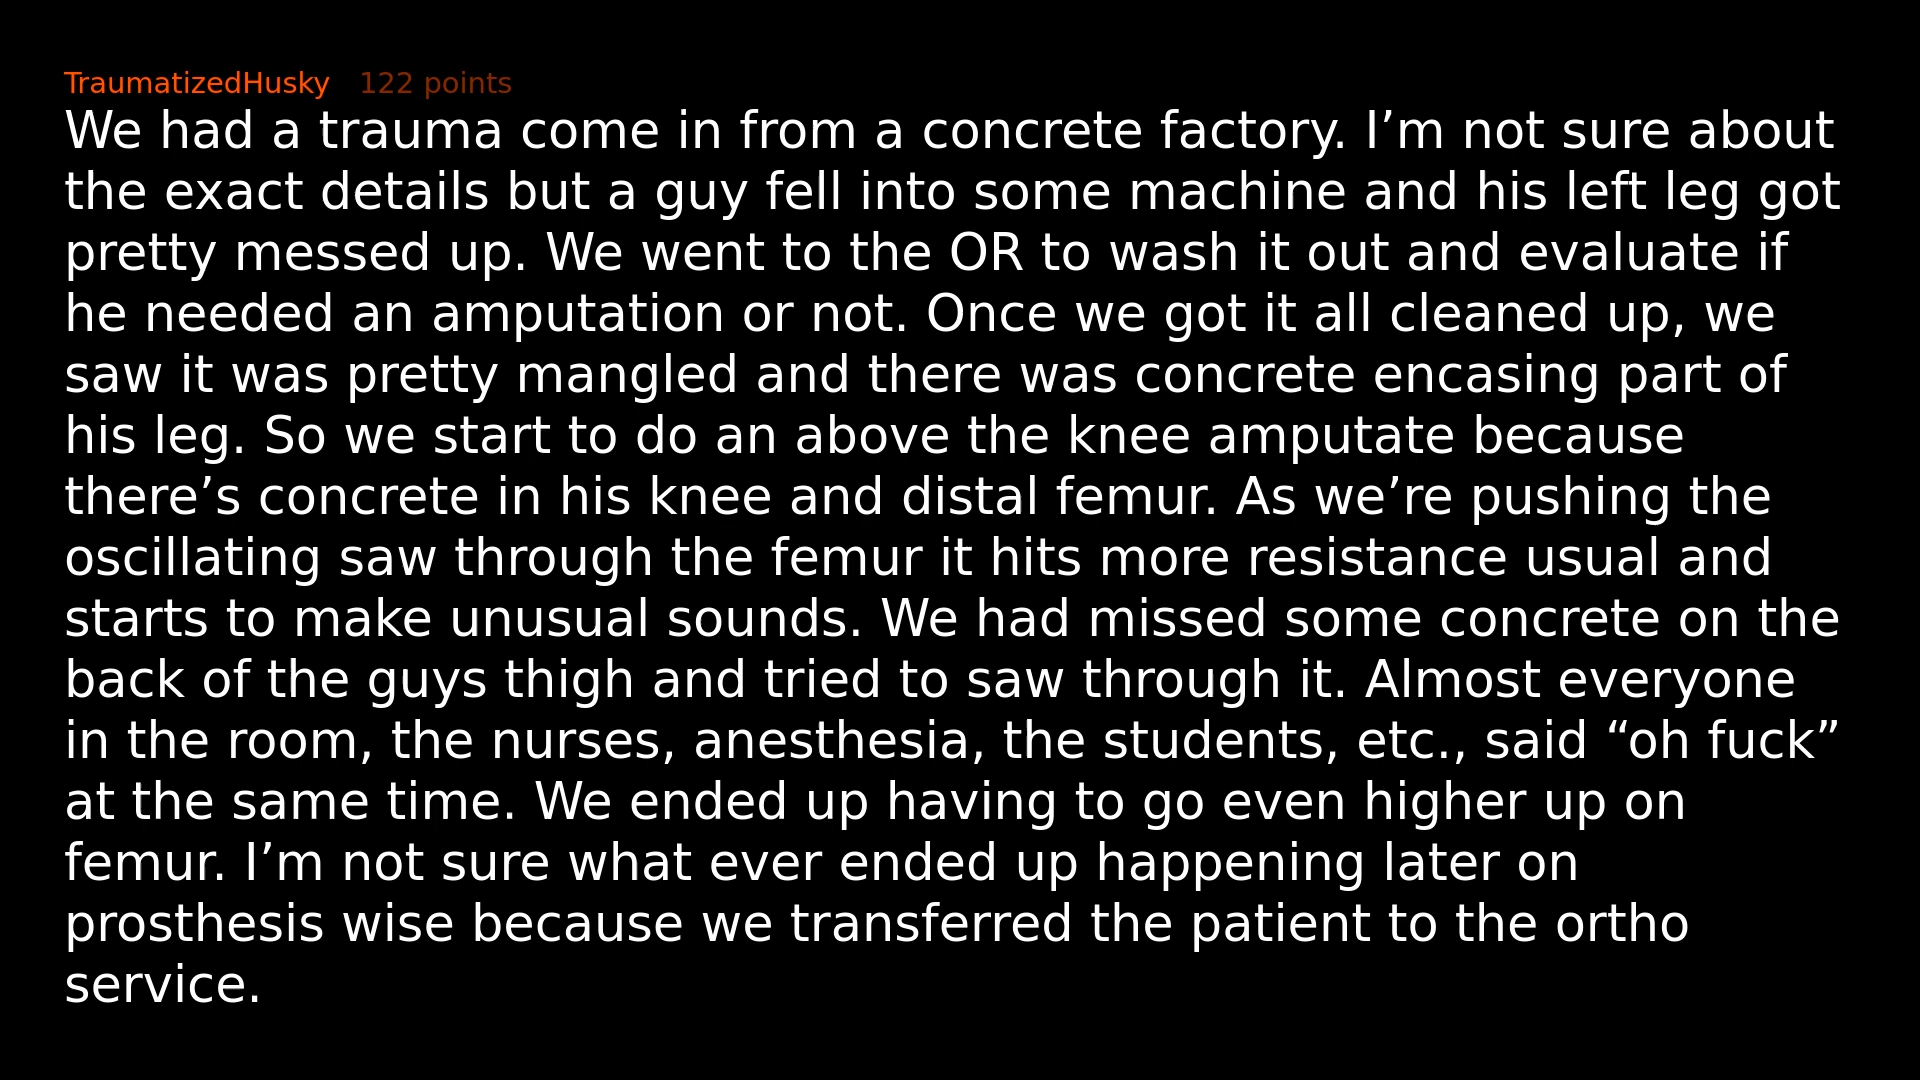 TraumatizedHusky 122 points
We had a trauma come in from a concrete factory. I’m not sure about
the exact details but a guy fell into some machine and his left leg got
pretty messed up. We went to the OR to wash it out and evaluate if
he needed an amputation or not. Once we got it all cleaned up, we
saw it was pretty mangled and there was concrete encasing part of
his leg. So we start to do an above the knee amputate because
there’s concrete in his knee and distal femur. As we’re pushing the
oscillating saw through the femur it hits more resistance usual and
starts to make unusual sounds. We had missed some concrete on the
back of the guys thigh and tried to saw through it. Almost everyone
in the room, the nurses, anesthesia, the students, etc., said “oh fuck”
at the same time. We ended up having to go even higher up on
femur. I’m not sure what ever ended up happening later on
prosthesis wise because we transferred the patient to the ortho
service.